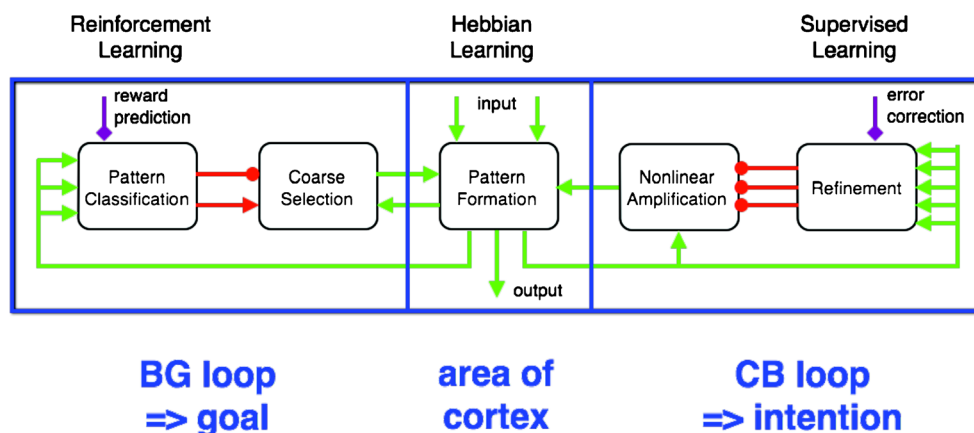 Reinforcement
Learning
Hebbian
Learning
Supervised
Learning
reward
prediction
input
error
correction
Pattern
Classification
Coarse
Selection
Pattern
Formation
Nonlinear
Amplification
Refinement
output
BG loop
=> goal
area of
cortex
CB loop
=> intention